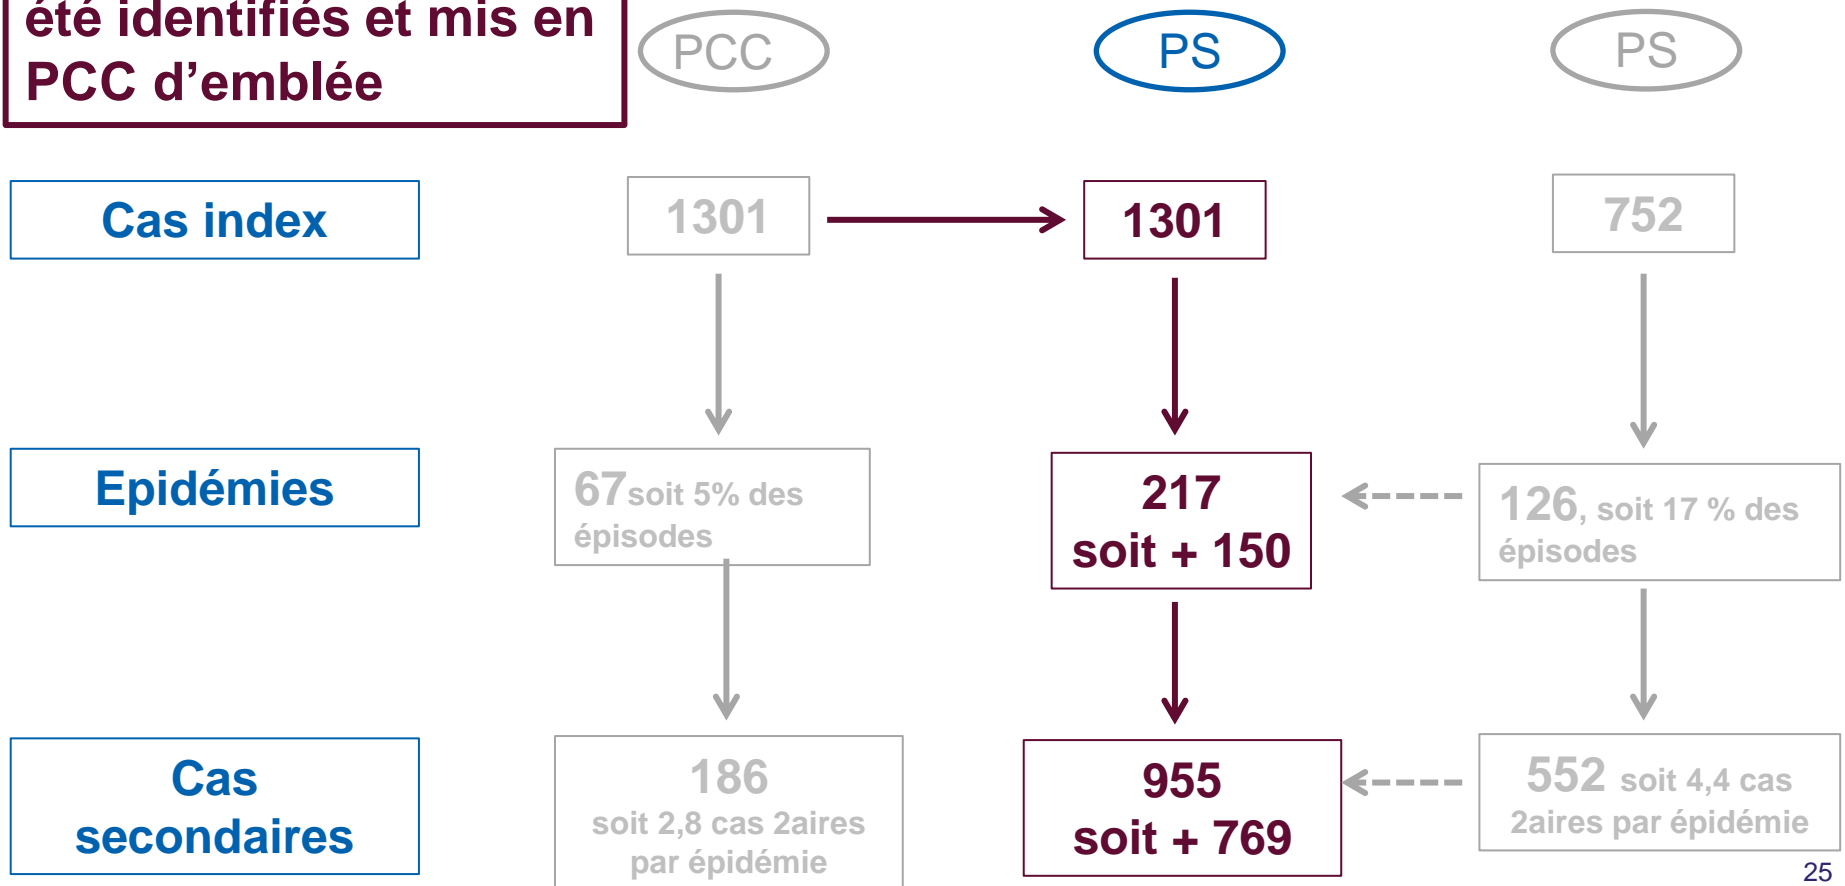 été identifiés et mis en
PCC d’emblée
PCC
PS
PS
Cas index
1301
1301
752
Epidémies
67soit 5% des
épisodes
217
soit + 150
126, soit 17 % des
épisodes
Cas
secondaires
186
soit 2,8 cas 2aires
par épidémie
955
soit + 769
552 soit 4,4 cas
2aires par épidémie
25